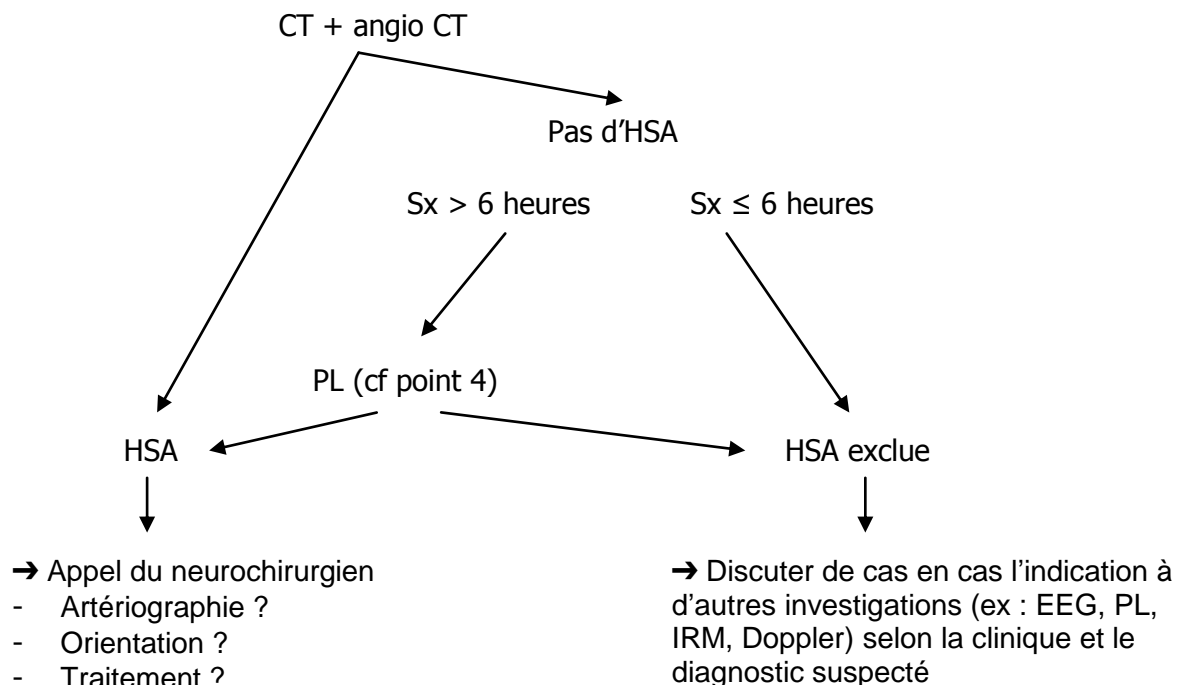 CT + angio CT
Pas d'HSA
Sx > 6 heures
Sx ≤ 6 heures
PL (cf point 4)
HSA
HSA exclue
➔ Appel du neurochirurgien
- Artériographie ?
- Orientation ?
- Traitement ?
➔ Discuter de cas en cas l'indication à
d'autres investigations (ex : EEG, PL,
IRM, Doppler) selon la clinique et le
diagnostic suspecté